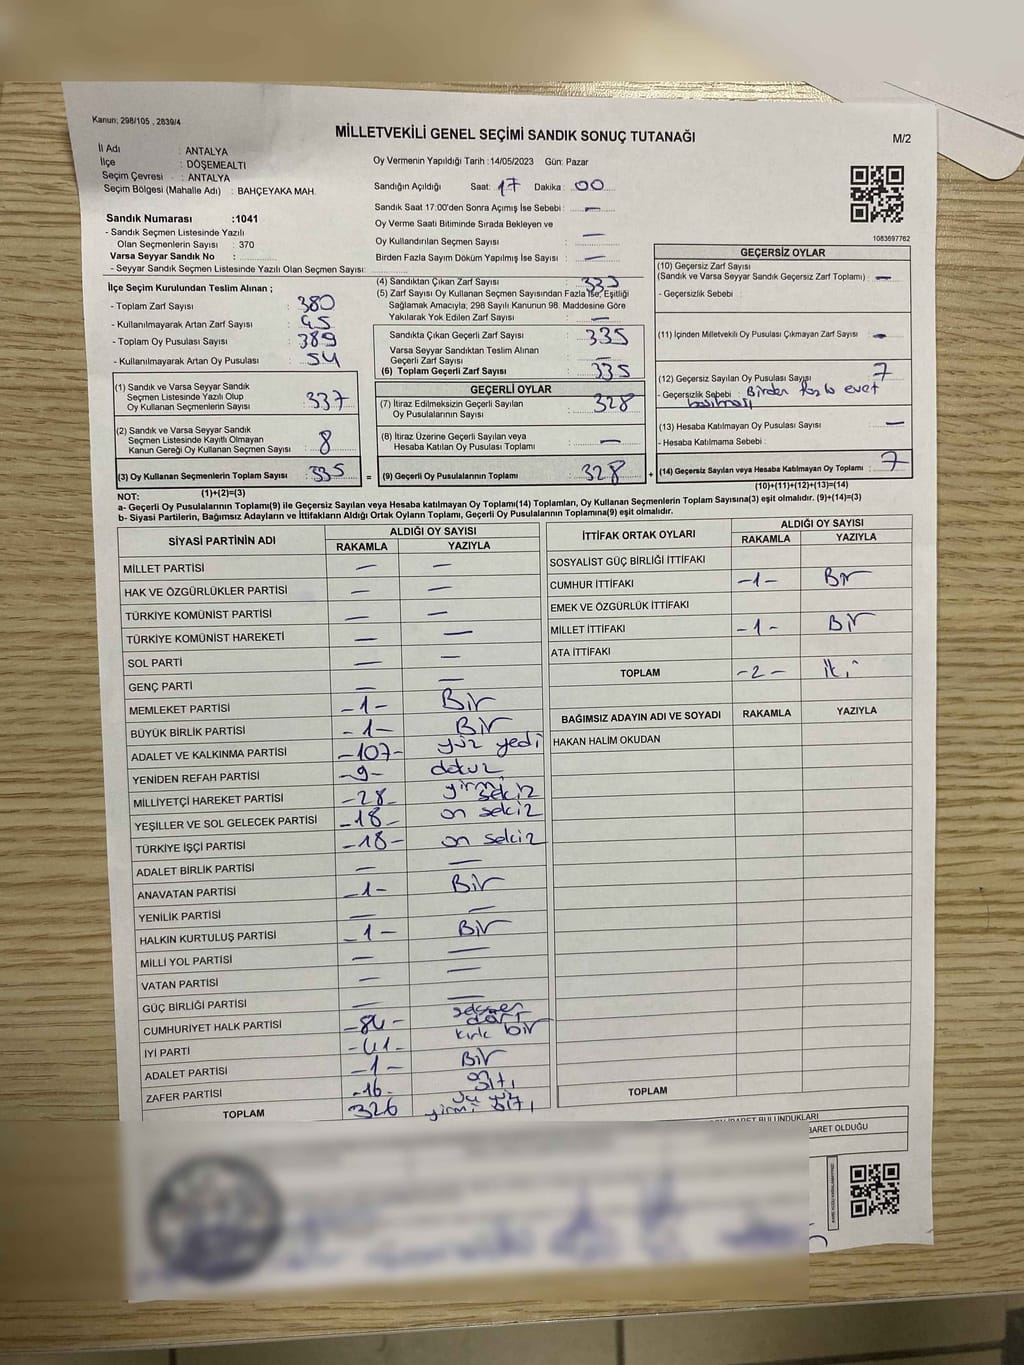 Kanun; 298/105 , 2839/4
MİLLETVEKİLİ GENEL SEÇİMİ SANDIK SONUÇ TUTANAĞI
M/2
İl Adı : ANTALYA
İlçe : DÖŞEMEALTI
Seçim Çevresi : ANTALYA
Seçim Bölgesi (Mahalle Adı) : BAHÇEYAKA MAH.
Sandık Numarası :1041
- Sandık Seçmen Listesinde Yazılı
Olan Seçmenlerin Sayısı : 370
Varsa Seyyar Sandık No :
- Seyyar Sandık Seçmen Listesinde Yazılı Olan Seçmen Sayısı:
Oy Vermenin Yapıldığı Tarih : 14/05/2023 Gün: Pazar
Sandığın Açıldığı Saat: 17 Dakika : 00
Sandık Saat 17:00'den Sonra Açımış İse Sebebi : —
Oy Verme Saati Bitiminde Sırada Bekleyen ve
Oy Kullandırılan Seçmen Sayısı : —
Birden Fazla Sayım Döküm Yapılmış İse Sayısı : —
1083697762
İlçe Seçim Kurulundan Teslim Alınan ;
- Toplam Zarf Sayısı : 380
- Kullanılmayarak Artan Zarf Sayısı : 45
- Toplam Oy Pusulası Sayısı : 389
- Kullanılmayarak Artan Oy Pusulası : 54
(1) Sandık ve Varsa Seyyar Sandık
Seçmen Listesinde Yazılı Olup
Oy Kullanan Seçmenlerin Sayısı : 337
(2) Sandık ve Varsa Seyyar Sandık
Seçmen Listesinde Kayıtlı Olmayan
Kanun Gereği Oy Kullanan Seçmen Sayısı : 8
(3) Oy Kullanan Seçmenlerin Toplam Sayısı : 335 =
(1)+(2)=(3)
(4) Sandıktan Çıkan Zarf Sayısı : 335
(5) Zarf Sayısı Oy Kullanan Seçmen Sayısından Fazla İse, Eşitliği
Sağlamak Amacıyla; 298 Sayılı Kanunun 98. Maddesine Göre
Yakılarak Yok Edilen Zarf Sayısı : —
Sandıkta Çıkan Geçerli Zarf Sayısı : 335
Varsa Seyyar Sandıktan Teslim Alınan
Geçerli Zarf Sayısı : —
(6) Toplam Geçerli Zarf Sayısı : 335
GEÇERLİ OYLAR
(7) İtiraz Edilmeksizin Geçerli Sayılan
Oy Pusulalarının Sayısı : 328
(8) İtiraz Üzerine Geçerli Sayılan veya
Hesaba Katılan Oy Pusulası Toplamı : —
(9) Geçerli Oy Pusulalarının Toplamı : 328 +
GEÇERSİZ OYLAR
(10) Geçersiz Zarf Sayısı
(Sandık ve Varsa Seyyar Sandık Geçersiz Zarf Toplamı) : —
- Geçersizlik Sebebi :
(11) İçinden Milletvekili Oy Pusulası Çıkmayan Zarf Sayısı : —
(12) Geçersiz Sayılan Oy Pusulası Sayısı : 7
- Geçersizlik Sebebi : Birden fazla evet
basılması
(13) Hesaba Katılmayan Oy Pusulası Sayısı : —
- Hesaba Katılmama Sebebi :
(14) Geçersiz Sayılan veya Hesaba Katılmayan Oy Toplamı : 7
(10)+(11)+(12)+(13)=(14)
NOT:
a- Geçerli Oy Pusulalarının Toplamı(9) ile Geçersiz Sayılan veya Hesaba Katılmayan Oy Toplamı(14) Toplamları, Oy Kullanan Seçmenlerin Toplam Sayısına(3) eşit olmalıdır. (9)+(14)=(3)
b- Siyasi Partilerin, Bağımsız Adayların ve İttifakların Aldığı Ortak Oyların Toplamı, Geçerli Oy Pusulalarının Toplamına(9) eşit olmalıdır.
SİYASİ PARTİNİN ADI ALDIĞI OY SAYISI
RAKAMLA YAZIYLA
MİLLET PARTİSİ — —
HAK VE ÖZGÜRLÜKLER PARTİSİ — —
TÜRKİYE KOMÜNİST PARTİSİ — —
TÜRKİYE KOMÜNİST HAREKETİ — —
SOL PARTİ — —
GENÇ PARTİ — —
MEMLEKET PARTİSİ -1- Bir
BÜYÜK BİRLİK PARTİSİ -1- Bir
ADALET VE KALKINMA PARTİSİ -107- yüz yedi
YENİDEN REFAH PARTİSİ -9- dokuz
MİLLİYETÇİ HAREKET PARTİSİ -28- yirmi sekiz
YEŞİLLER VE SOL GELECEK PARTİSİ -18- on sekiz
TÜRKİYE İŞÇİ PARTİSİ -18- on sekiz
ADALET BİRLİK PARTİSİ — —
ANAVATAN PARTİSİ -1- Bir
YENİLİK PARTİSİ — —
HALKIN KURTULUŞ PARTİSİ -1- Bir
MİLLİ YOL PARTİSİ — —
VATAN PARTİSİ — —
GÜÇ BİRLİĞİ PARTİSİ — —
CUMHURİYET HALK PARTİSİ -84- seksen dört
İYİ PARTİ -41- kırk bir
ADALET PARTİSİ -1- Bir
ZAFER PARTİSİ -16- altı
TOPLAM 326 üç yüz yirmi altı
İTTİFAK ORTAK OYLARI ALDIĞI OY SAYISI
RAKAMLA YAZIYLA
SOSYALİST GÜÇ BİRLİĞİ İTTİFAKI
CUMHUR İTTİFAKI -1- Bir
EMEK VE ÖZGÜRLÜK İTTİFAKI
MİLLET İTTİFAKI -1- Bir
ATA İTTİFAKI
TOPLAM -2- iki
BAĞIMSIZ ADAYIN ADI VE SOYADI RAKAMLA YAZIYLA
HAKAN HALİM OKUDAN
TOPLAM
BULUNDUKLARI
OLDUĞU